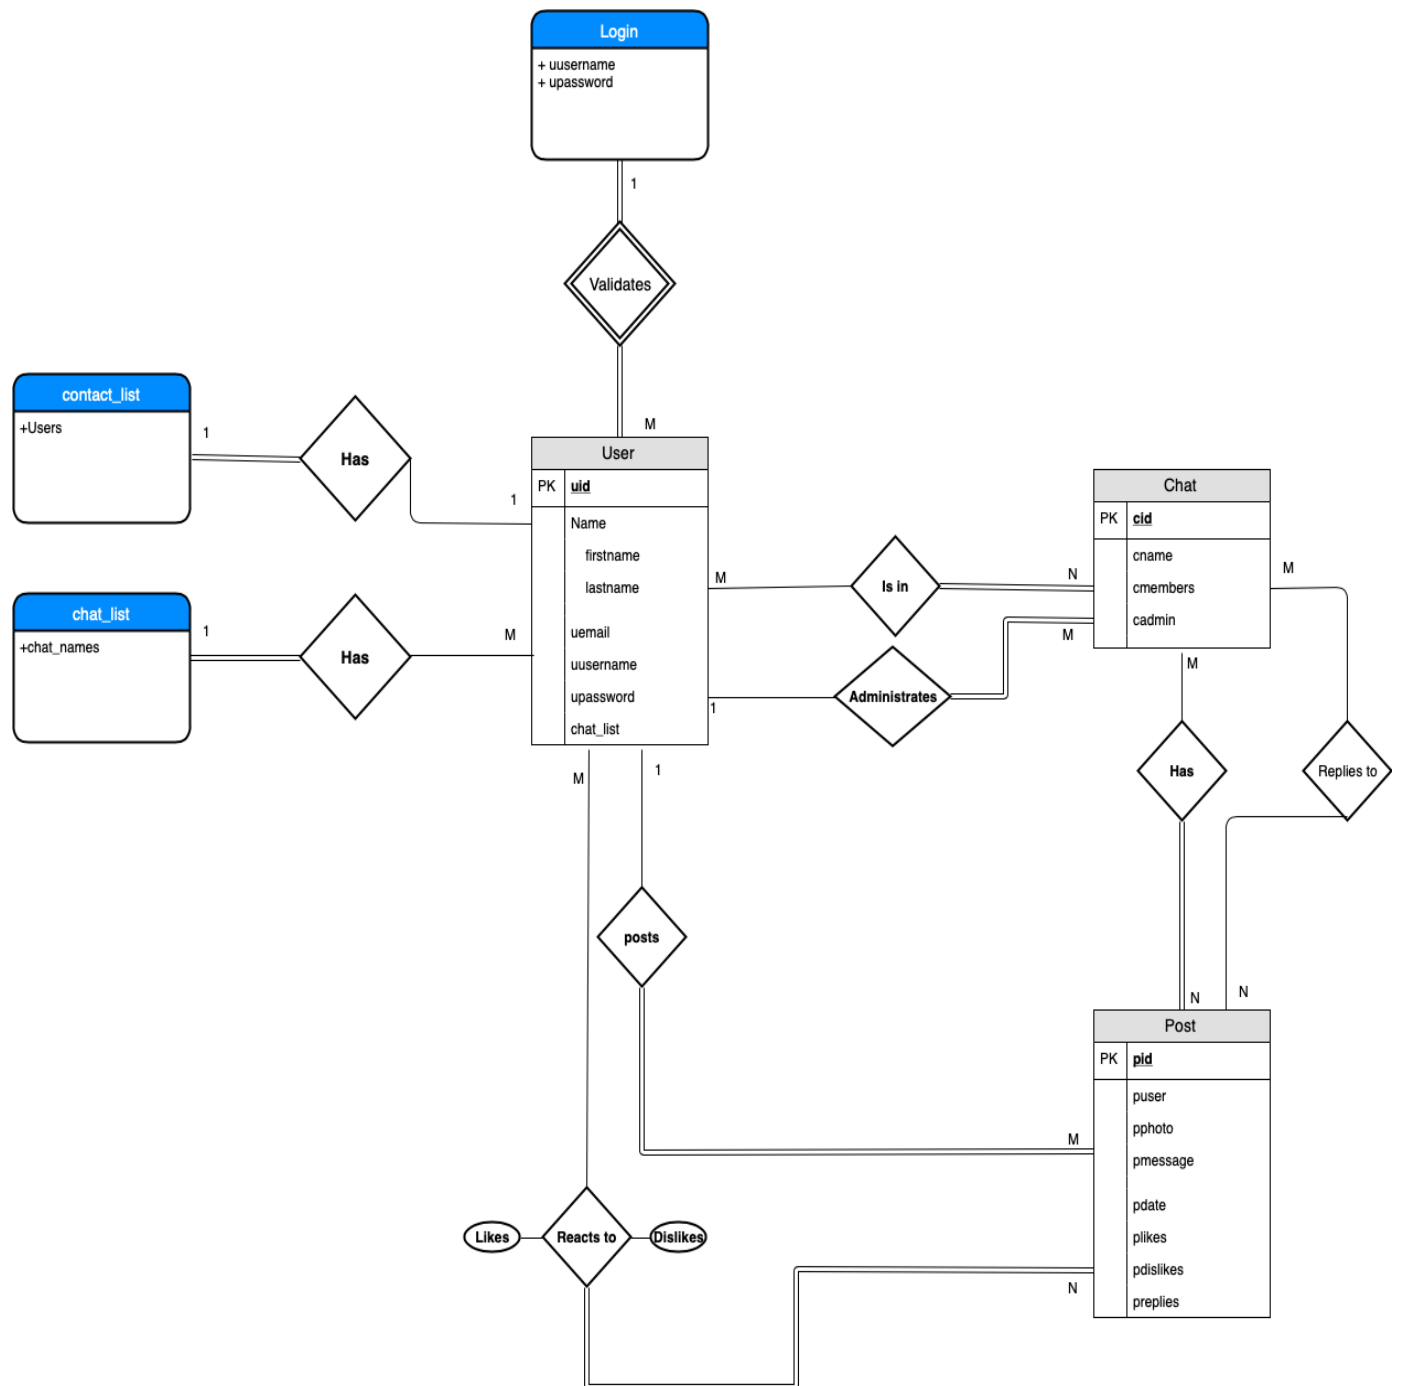 Login
+ uusername
+ upassword
1
Validates
M
contact_list
+Users
1
Has
1
chat_list
+chat_names
1
Has
M
User
PK uid
Name
firstname
lastname
uemail
uusername
upassword
chat_list
M
Is in
N
1
Administrates
M
Chat
PK cid
cname
cmembers
cadmin
M
M
Has
Replies to
N
N
M
1
posts
M
Likes
Reacts to
Dislikes
N
Post
PK pid
puser
pphoto
pmessage
pdate
plikes
pdislikes
preplies